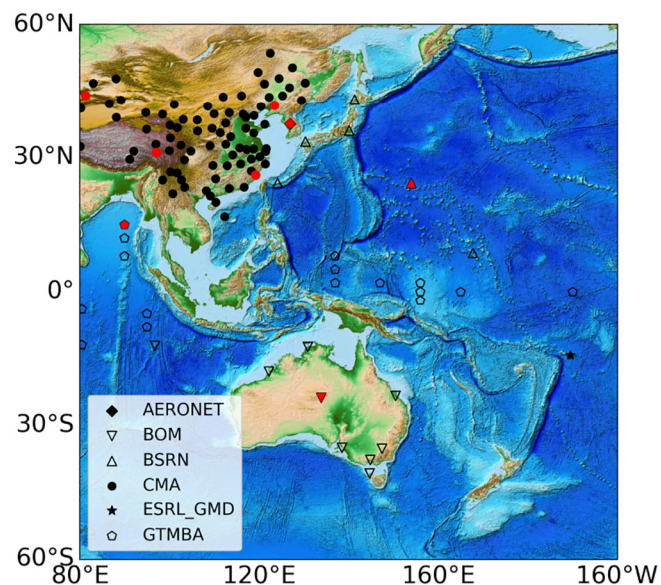 60°N
30°N
0°
30°S
AERONET
BOM
BSRN
CMA
ESRL_GMD
GTMBA
60°S
80°E
120°E
160°E
160°W